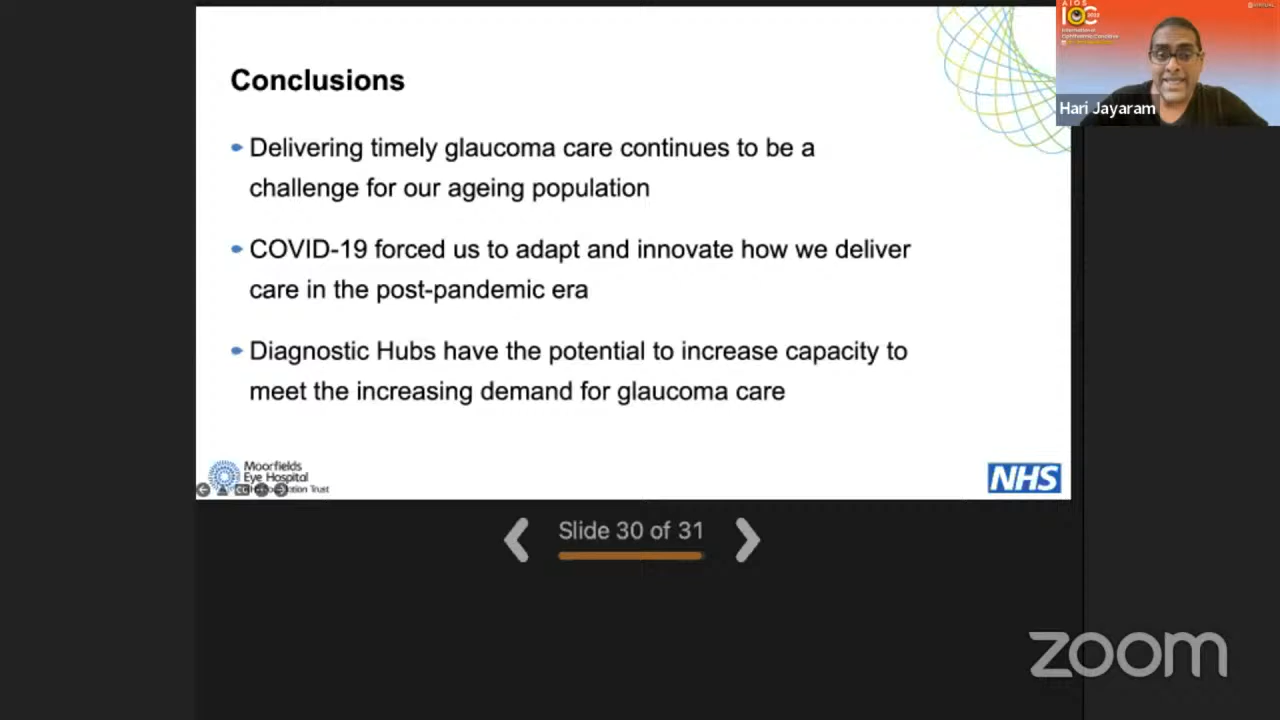 Conclusions
Delivering timely glaucoma care continues to be a
challenge for our ageing population
COVID-19 forced us to adapt and innovate how we deliver
care in the post-pandemic era
Diagnostic Hubs have the potential to increase capacity to
meet the increasing demand for glaucoma care
Moorfields
Eye Hospital
Trust
NHS
AIOS
IOC
Hari Jayaram
Slide 30 of 31
zoom